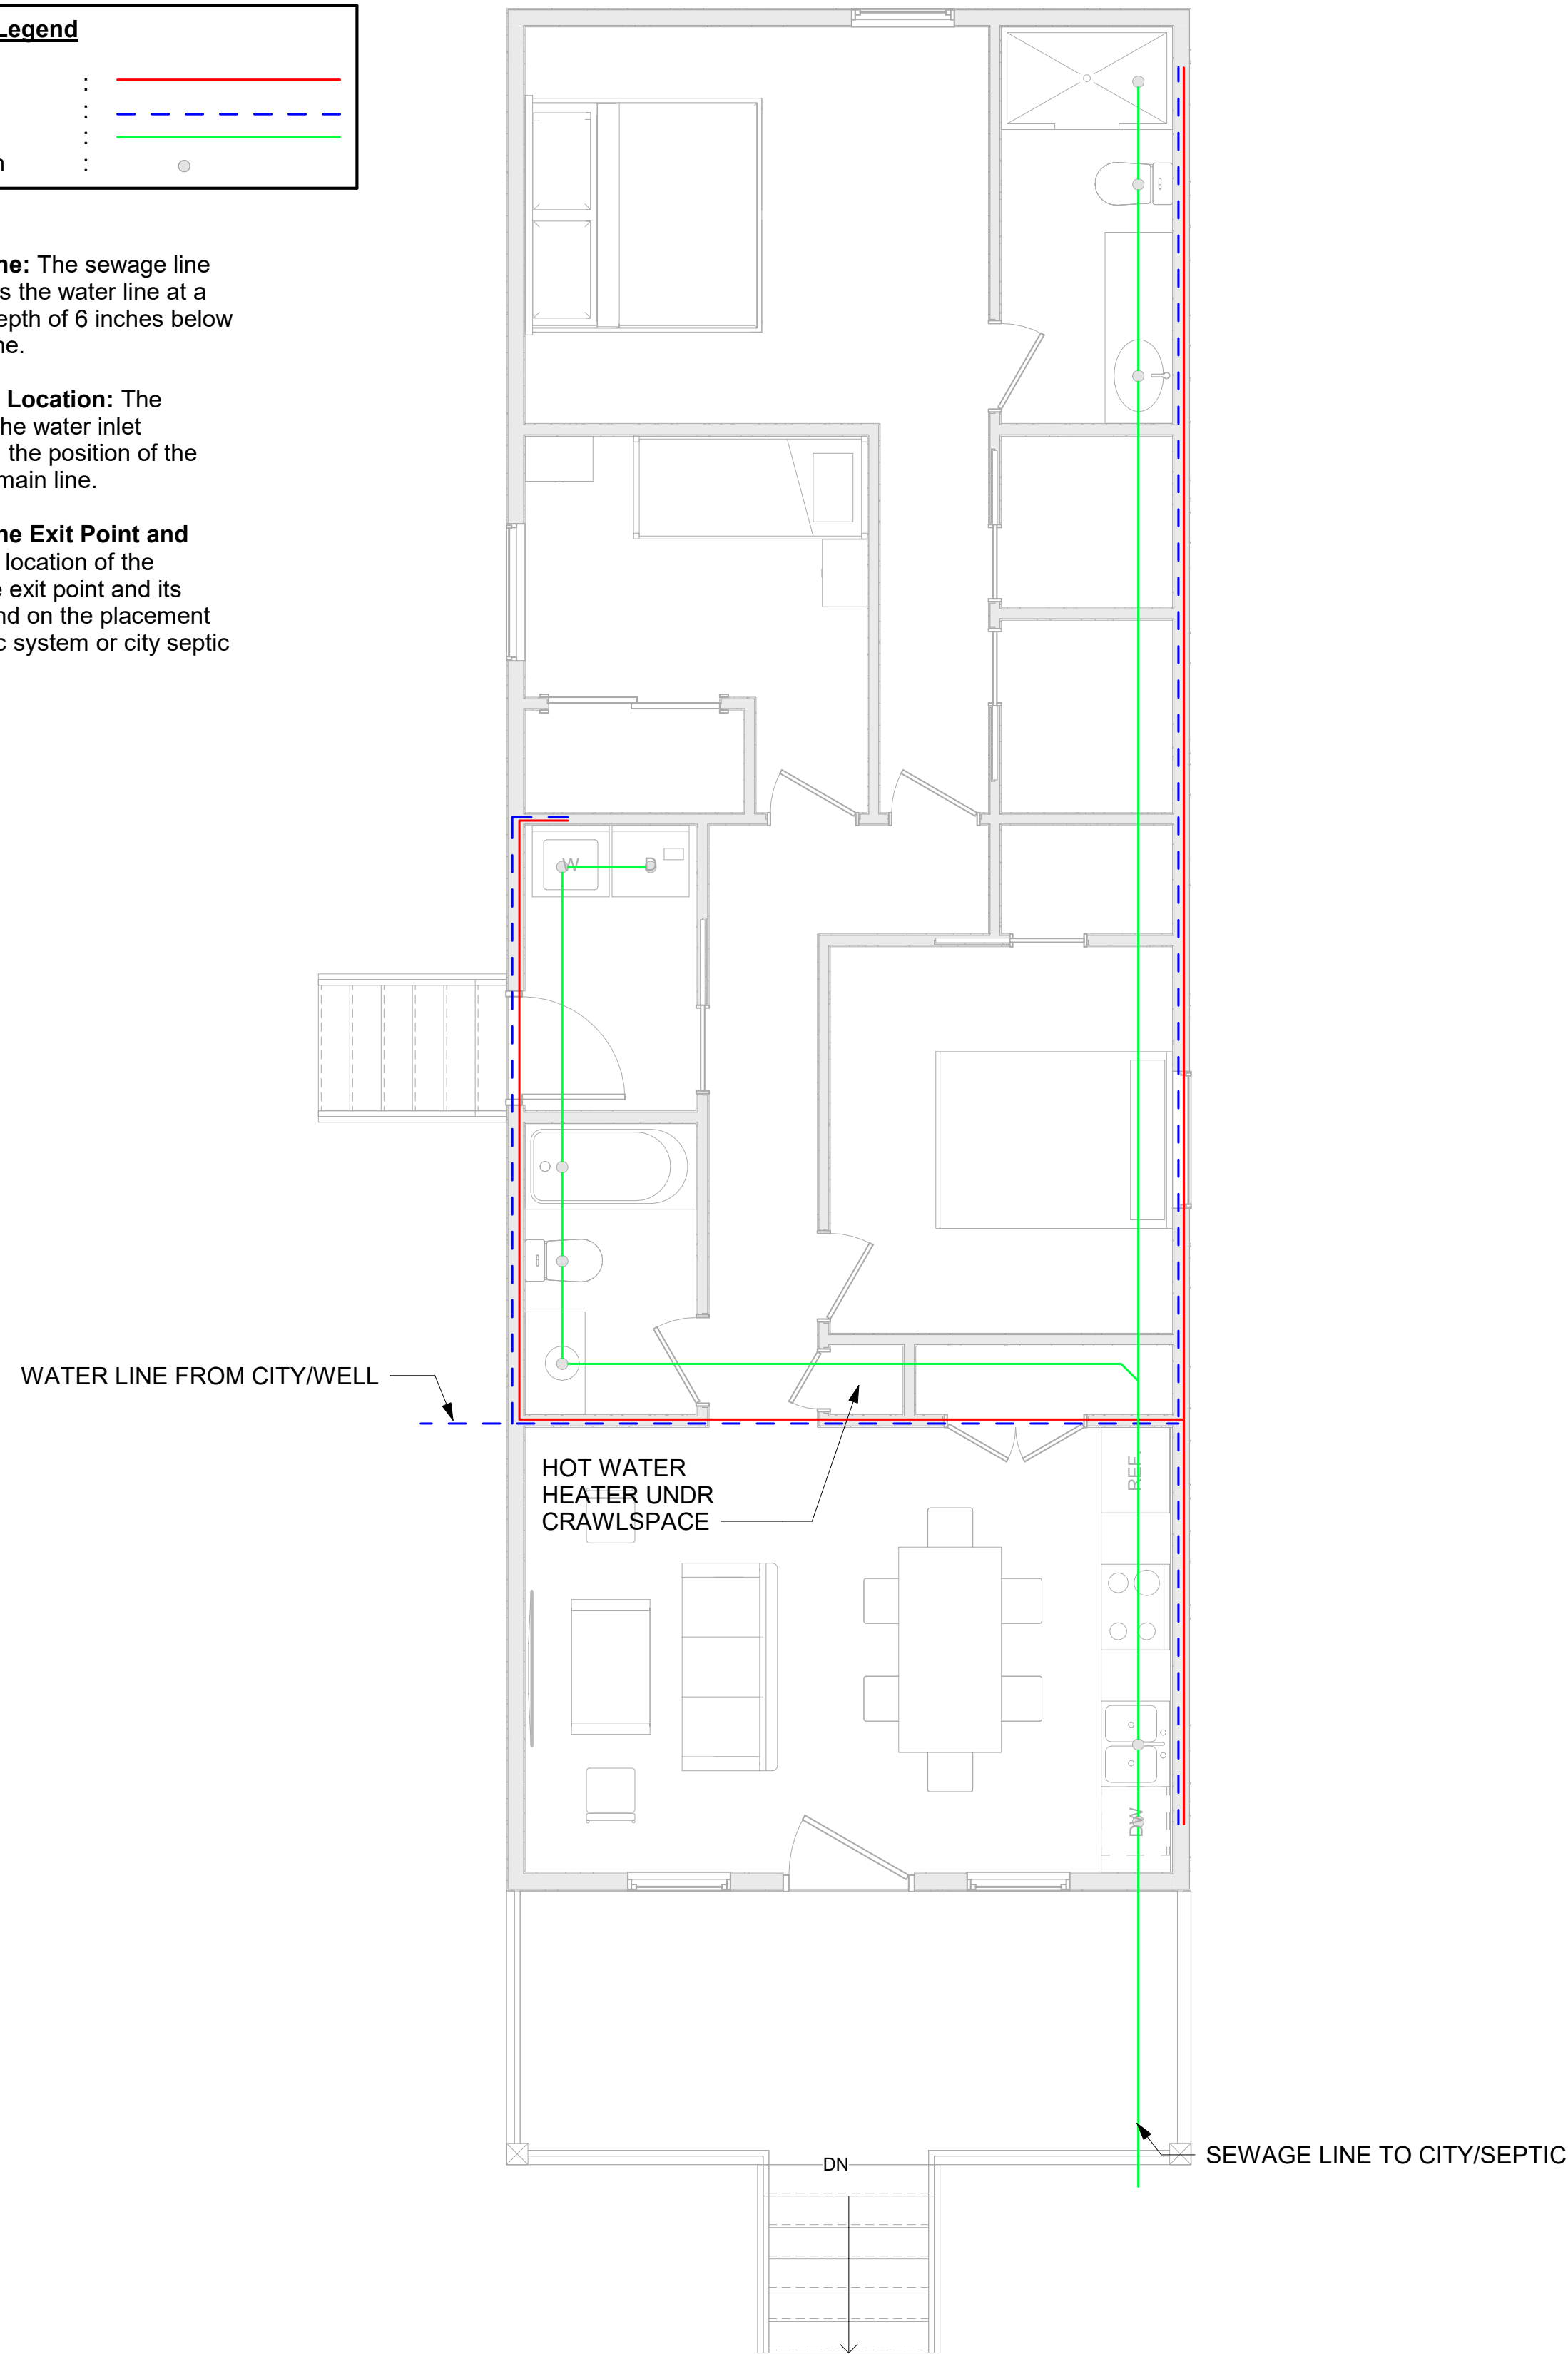 Legend
:
:
:
n :
ne: The sewage line
s the water line at a
epth of 6 inches below
ne.
Location: The
he water inlet
the position of the
main line.
ne Exit Point and
location of the
e exit point and its
nd on the placement
c system or city septic
W
D
WATER LINE FROM CITY/WELL
HOT WATER
HEATER UNDR
CRAWLSPACE
REF.
DW
SEWAGE LINE TO CITY/SEPTIC
DN